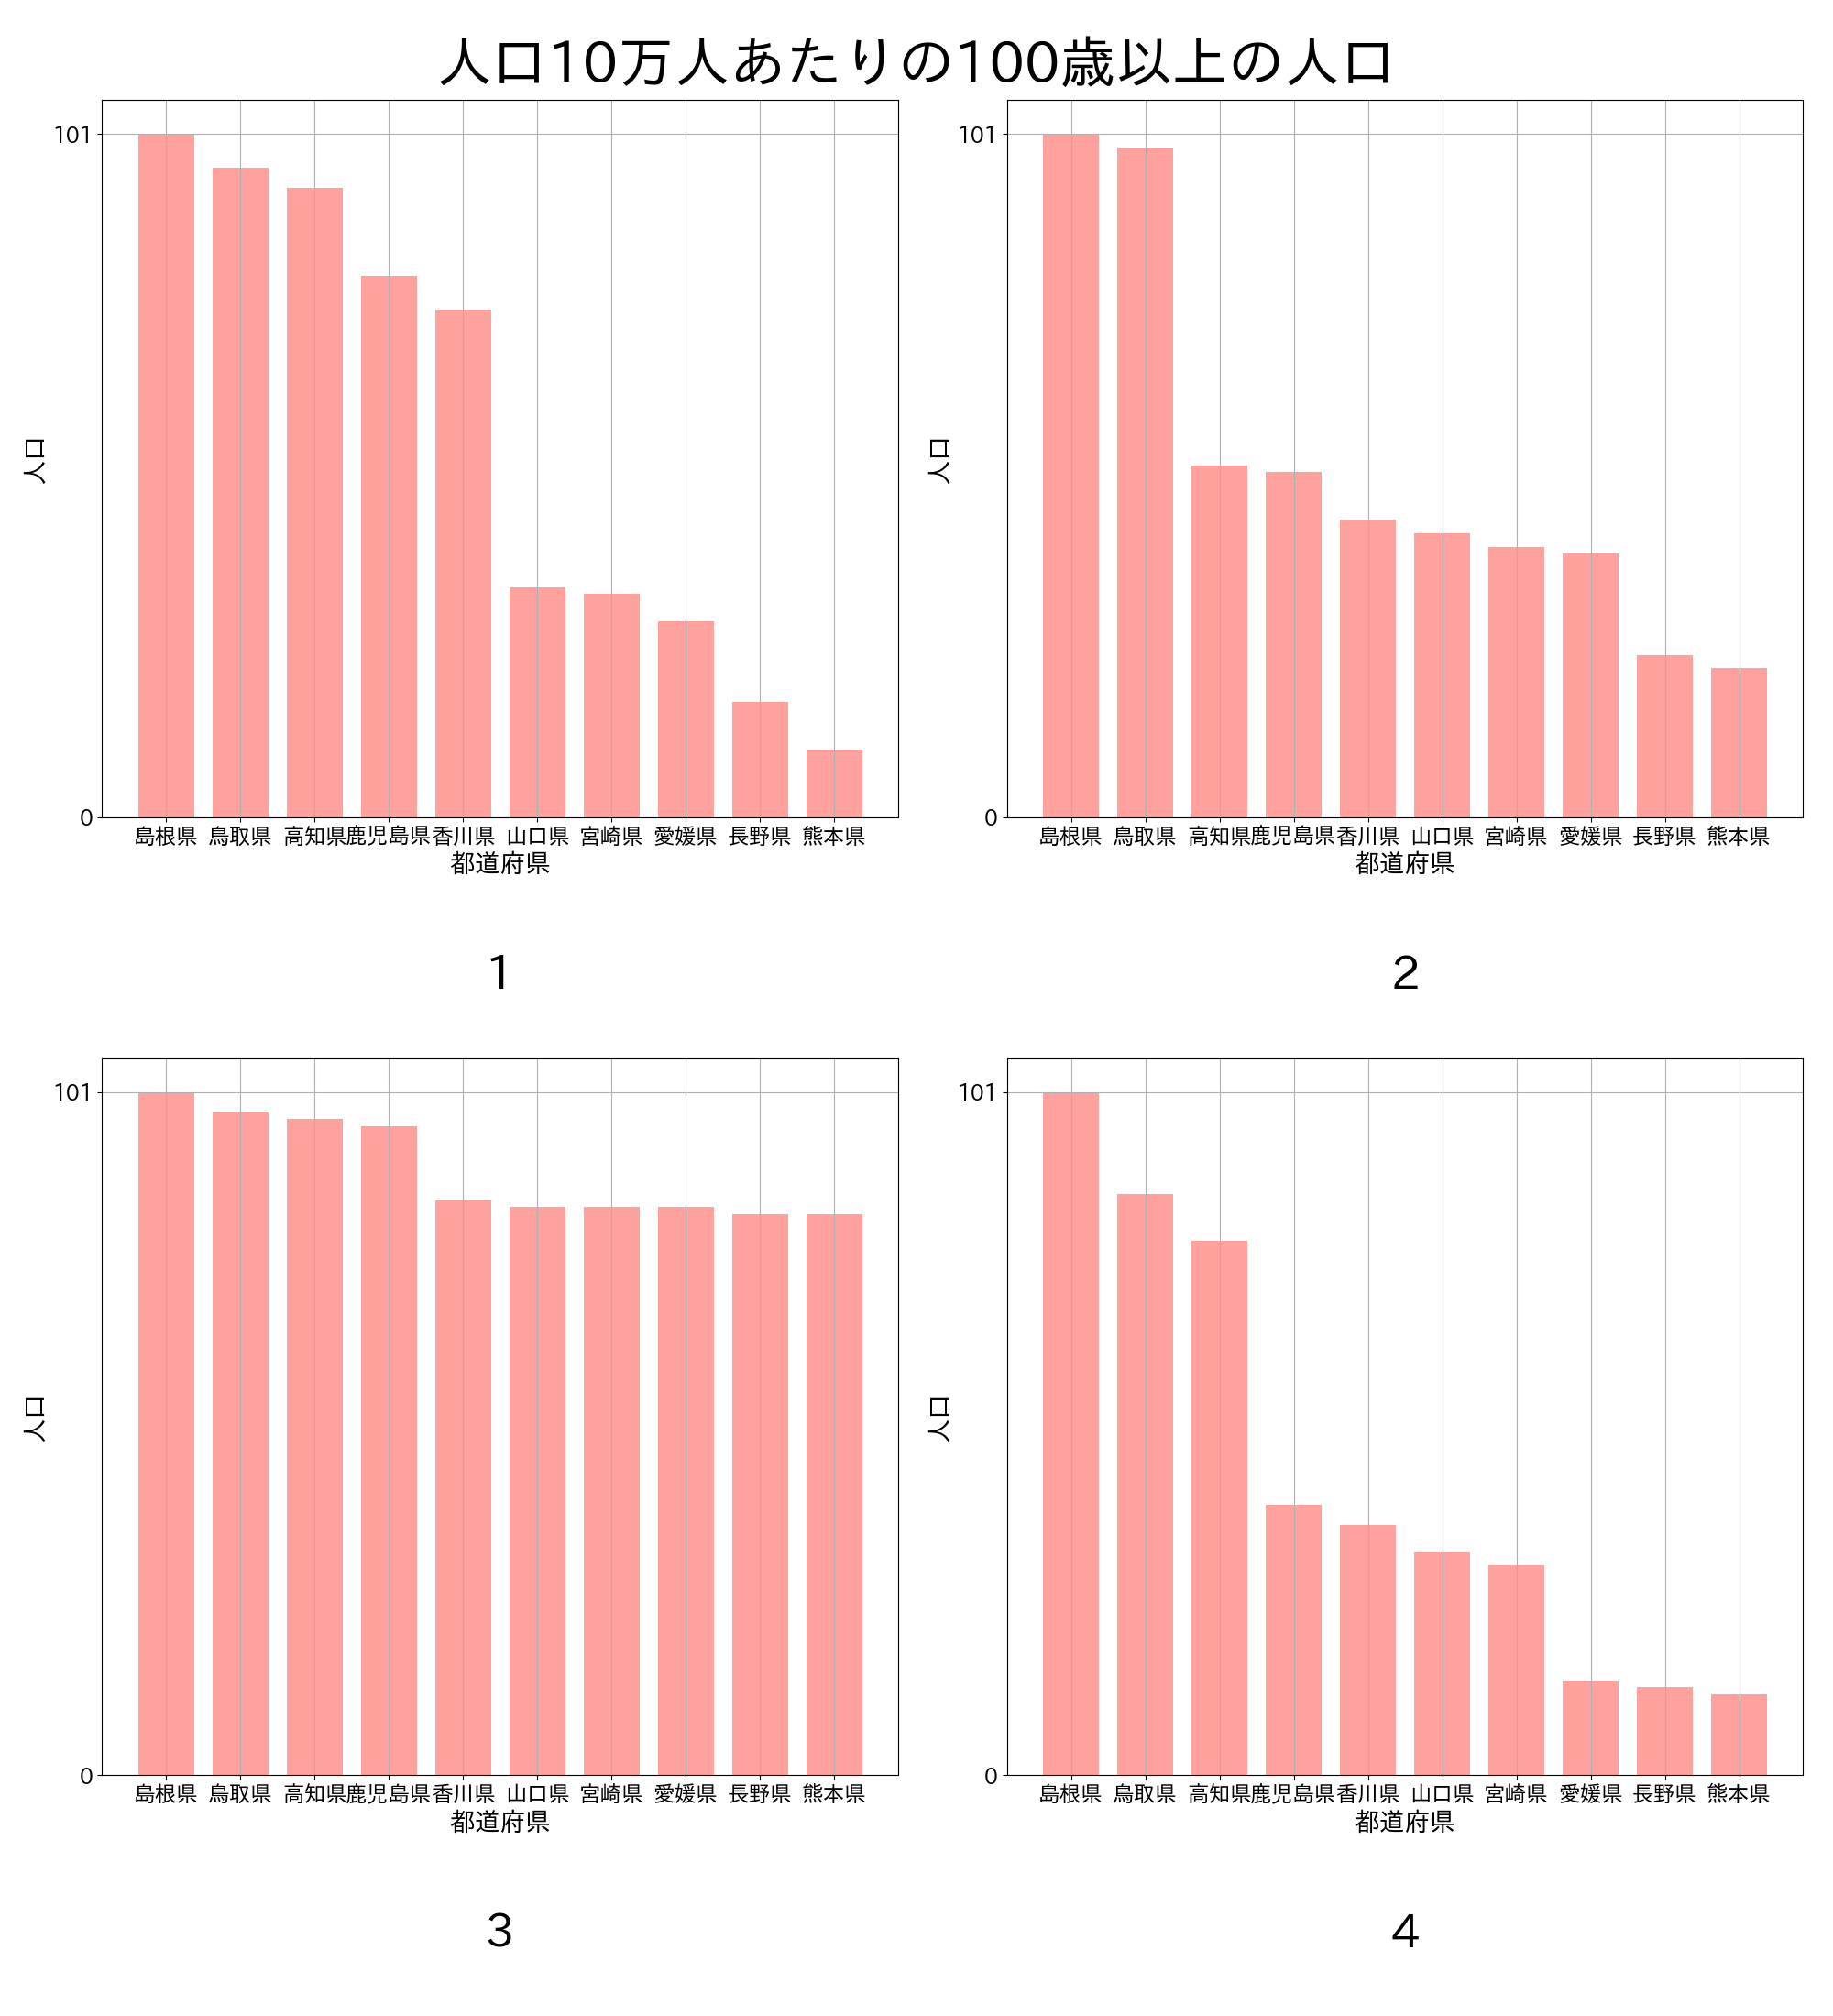 人口10万人あたりの100歳以上の人口
101
0
人口
島根県 鳥取県 高知県 鹿児島県 香川県 山口県 宮崎県 愛媛県 長野県 熊本県
都道府県
1
101
0
人口
島根県 鳥取県 高知県 鹿児島県 香川県 山口県 宮崎県 愛媛県 長野県 熊本県
都道府県
2
101
0
人口
島根県 鳥取県 高知県 鹿児島県 香川県 山口県 宮崎県 愛媛県 長野県 熊本県
都道府県
3
101
0
人口
島根県 鳥取県 高知県 鹿児島県 香川県 山口県 宮崎県 愛媛県 長野県 熊本県
都道府県
4